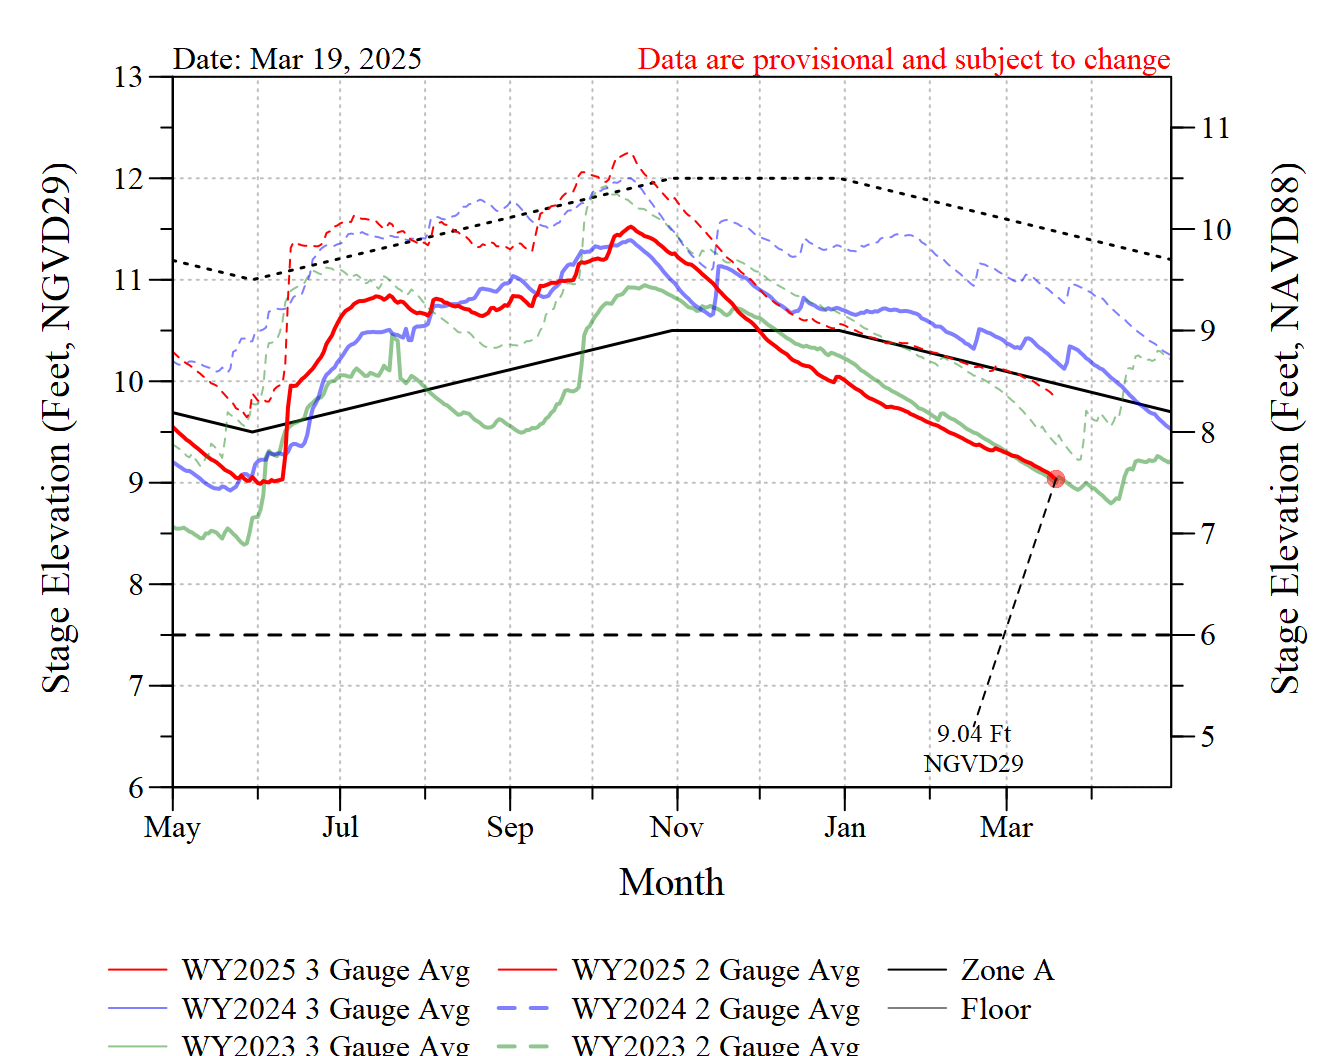 Date: Mar 19, 2025
Data are provisional and subject to change
13
12
11
10
9
8
7
6
11
10
9
8
7
6
5
Stage Elevation (Feet, NGVD29)
Stage Elevation (Feet, NAVD88)
9.04 Ft
NGVD29
May Jul Sep Nov Jan Mar
Month
WY2025 3 Gauge Avg WY2025 2 Gauge Avg Zone A
WY2024 3 Gauge Avg WY2024 2 Gauge Avg Floor
WY2023 3 Gauge Avg WY2023 2 Gauge Avg